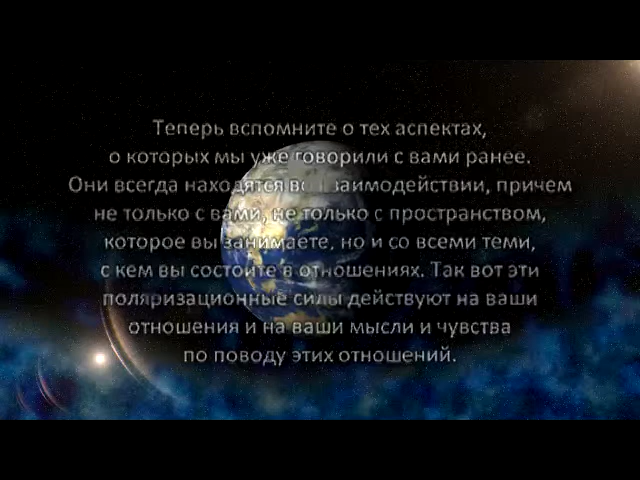 Теперь вспомните о тех аспектах,
о которых мы уже говорили с вами ранее.
Они всегда находятся во взаимодействии, причем
не только с вами, не только с пространством,
которое вы занимаете, но и со всеми теми,
с кем вы состоите в отношениях. Так вот эти
поляризационные силы действуют на ваши
отношения и на ваши мысли и чувства
по поводу этих отношений.